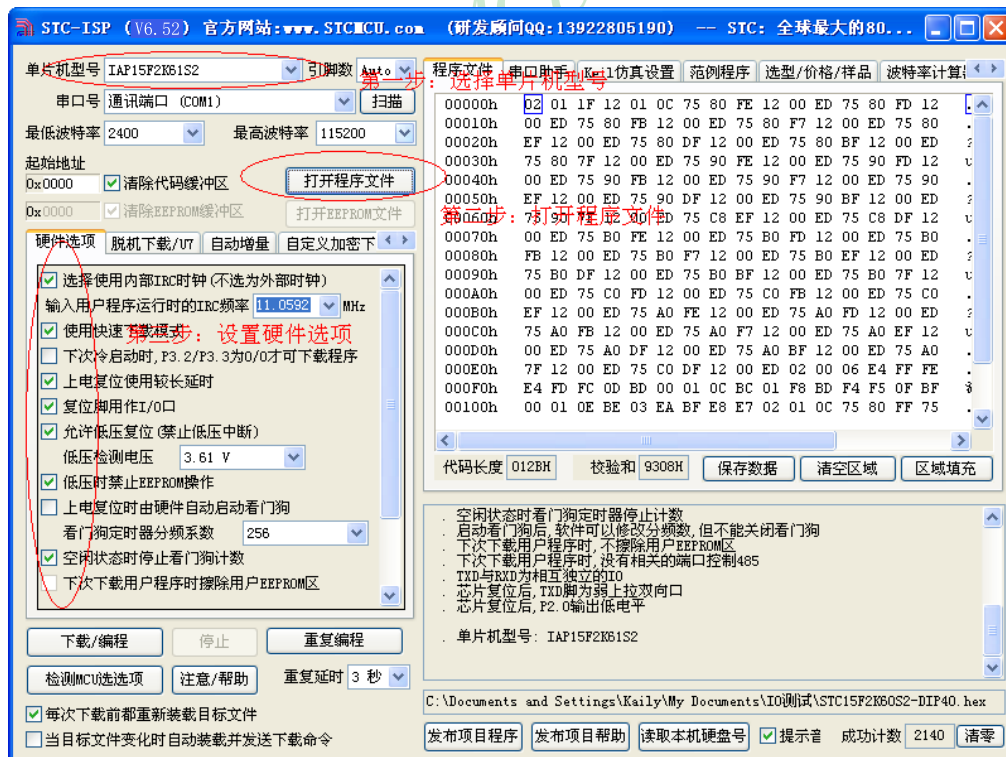 STC-ISP (V6.52) 官方网站:www.STCMCU.com (研发顾问QQ:13922805190) -- STC: 全球最大的80...
单片机型号 IAP15F2K61S2 引脚数 Auto
第一步：选择单片机型号
串口号 通讯端口 (COM1) 扫描
最低波特率 2400 最高波特率 115200
起始地址
0x0000 清除代码缓冲区 打开程序文件
0x0000 清除EEPROM缓冲区 打开EEPROM文件
第二步：打开程序文件
硬件选项 脱机下载/U7 自动增量 自定义加密下
选择使用内部IRC时钟(不选为外部时钟)
输入用户程序运行时的IRC频率 11.0592 MHz
使用快速下载模式
第三步：设置硬件选项
下次冷启动时,P3.2/P3.3为0/0才可下载程序
上电复位使用较长延时
复位脚用作I/O口
允许低压复位(禁止低压中断)
低压检测电压 3.61 V
低压时禁止EEPROM操作
上电复位时由硬件自动启动看门狗
看门狗定时器分频系数 256
空闲状态时停止看门狗计数
下次下载用户程序时擦除用户EEPROM区
下载/编程 停止 重复编程
检测MCU选选项 注意/帮助 重复延时 3 秒
每次下载前都重新装载目标文件
当目标文件变化时自动装载并发送下载命令
程序文件 串口助手 Keil仿真设置 范例程序 选型/价格/样品 波特率计算
00000h 02 01 1F 12 01 0C 75 80 FE 12 00 ED 75 80 FD 12
00010h 00 ED 75 80 FB 12 00 ED 75 80 F7 12 00 ED 75 80
00020h EF 12 00 ED 75 80 DF 12 00 ED 75 80 BF 12 00 ED
00030h 75 80 7F 12 00 ED 75 90 FE 12 00 ED 75 90 FD 12
00040h 00 ED 75 90 FB 12 00 ED 75 90 F7 12 00 ED 75 90
00050h EF 12 00 ED 75 90 DF 12 00 ED 75 90 BF 12 00 ED
00060h 75 90 7F 12 00 ED 75 C8 EF 12 00 ED 75 C8 DF 12
00070h 00 ED 75 B0 FE 12 00 ED 75 B0 FD 12 00 ED 75 B0
00080h FB 12 00 ED 75 B0 F7 12 00 ED 75 B0 EF 12 00 ED
00090h 75 B0 DF 12 00 ED 75 B0 BF 12 00 ED 75 B0 7F 12
000A0h 00 ED 75 C0 FD 12 00 ED 75 C0 FB 12 00 ED 75 C0
000B0h EF 12 00 ED 75 A0 FE 12 00 ED 75 A0 FD 12 00 ED
000C0h 75 A0 FB 12 00 ED 75 A0 F7 12 00 ED 75 A0 EF 12
000D0h 00 ED 75 A0 DF 12 00 ED 75 A0 BF 12 00 ED 75 A0
000E0h 7F 12 00 ED 75 C0 DF 12 00 ED 02 00 06 E4 FF FE
000F0h E4 FD FC 0D BD 00 01 0C BC 01 F8 BD F4 F5 0F BF
00100h 00 01 0E BE 03 EA BF E8 E7 02 01 0C 75 80 FF 75
代码长度 012BH 校验和 9308H 保存数据 清空区域 区域填充
. 空闲状态时看门狗定时器停止计数
. 启动看门狗后,软件可以修改分频数,但不能关闭看门狗
. 下次下载用户程序时,不擦除用户EEPROM区
. 下次下载用户程序时,没有相关的端口控制485
. TXD与RXD为相互独立的IO
. 芯片复位后,TXD脚为弱上拉双向口
. 芯片复位后,P2.0输出低电平
. 单片机型号: IAP15F2K61S2
C:\Documents and Settings\Kaily\My Documents\IO测试\STC15F2K60S2-DIP40.hex
发布项目程序 发布项目帮助 读取本机硬盘号 提示音 成功计数 2140 清零